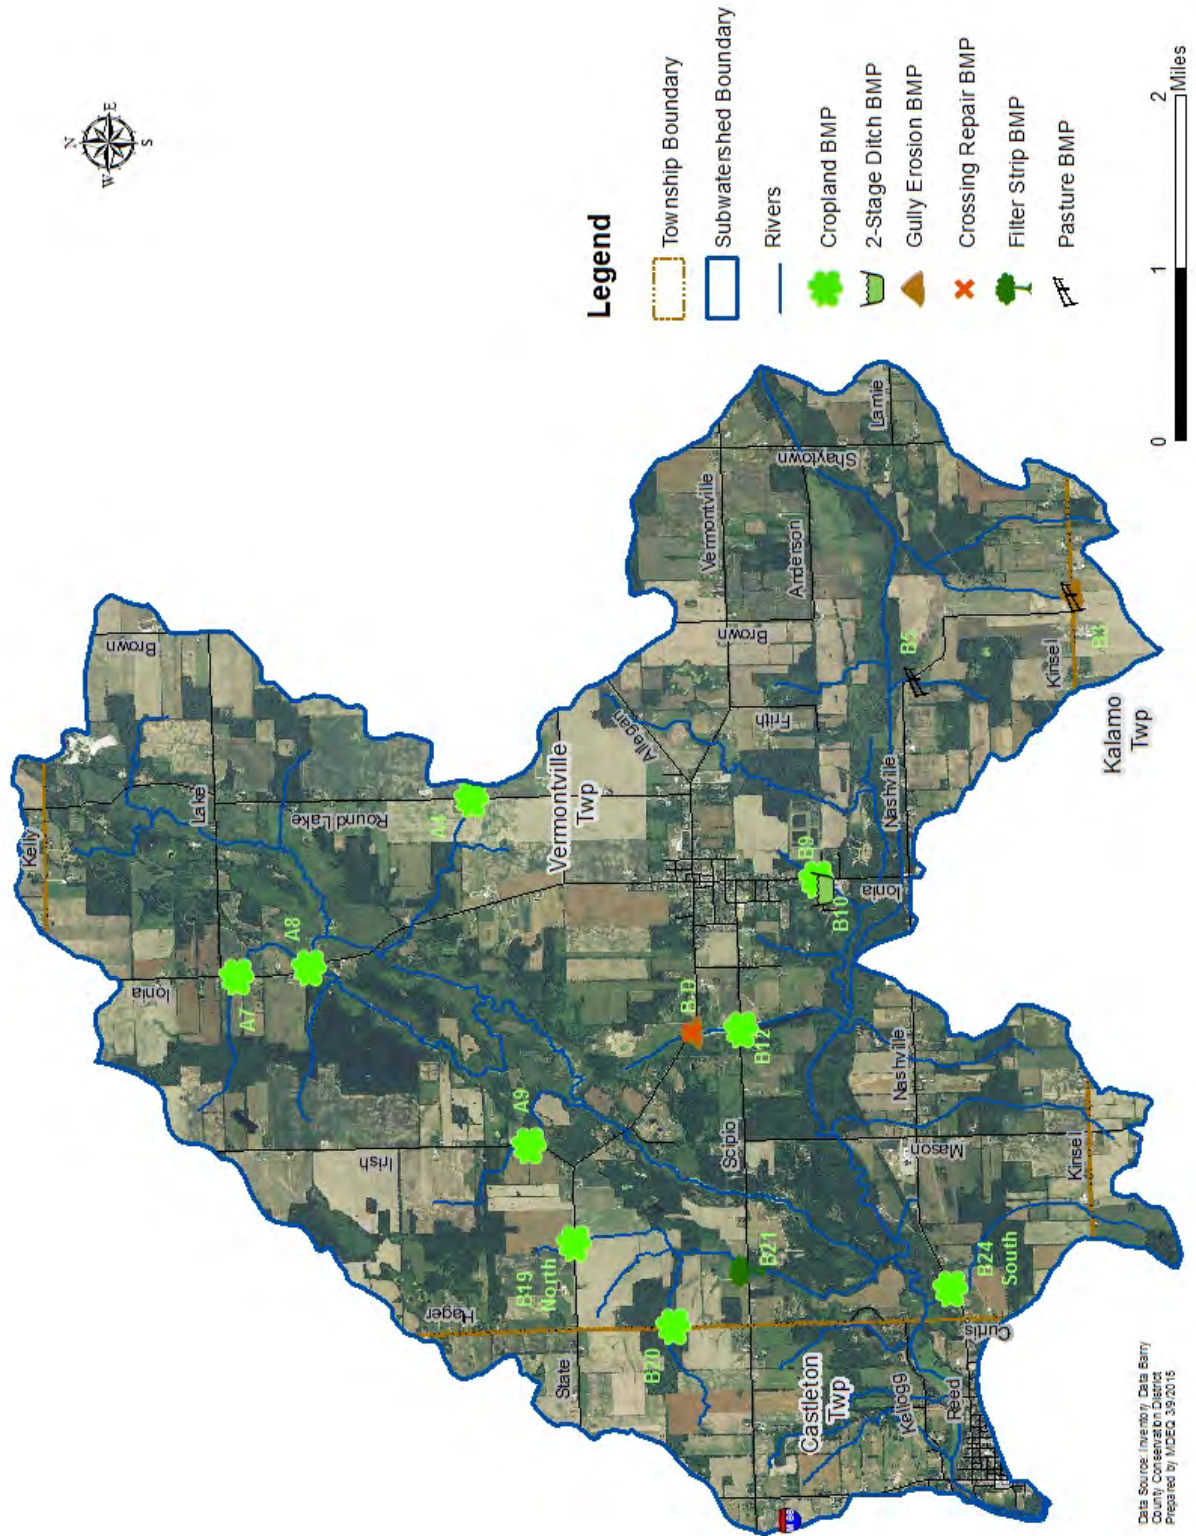 N
W
E
S
Legend
Township Boundary
Subwatershed Boundary
Rivers
Cropland BMP
2-Stage Ditch BMP
Gully Erosion BMP
Crossing Repair BMP
Filter Strip BMP
Pasture BMP
0
1
2
Miles
Kelly
Brown
Lake
Round Lake
Ionia
A7
A8
A4
Irish
A9
Hager
State
B19
North
B20
Vermontville
Twp
Allegan
Vermontville
Anderson
Brown
Frith
Shaytown
Lamie
B.D
B12
Scipio
B21
B9
B10
Ionia
Nashville
B5
Kinsel
B3
Kalamo
Twp
Nashville
Mason
Kinsel
B24
South
Curtis
Castleton
Twp
Kellogg
Reed
Data Source: Inventory Data Barry
County Conservation District
Prepared by MDEQ 3/9/2015